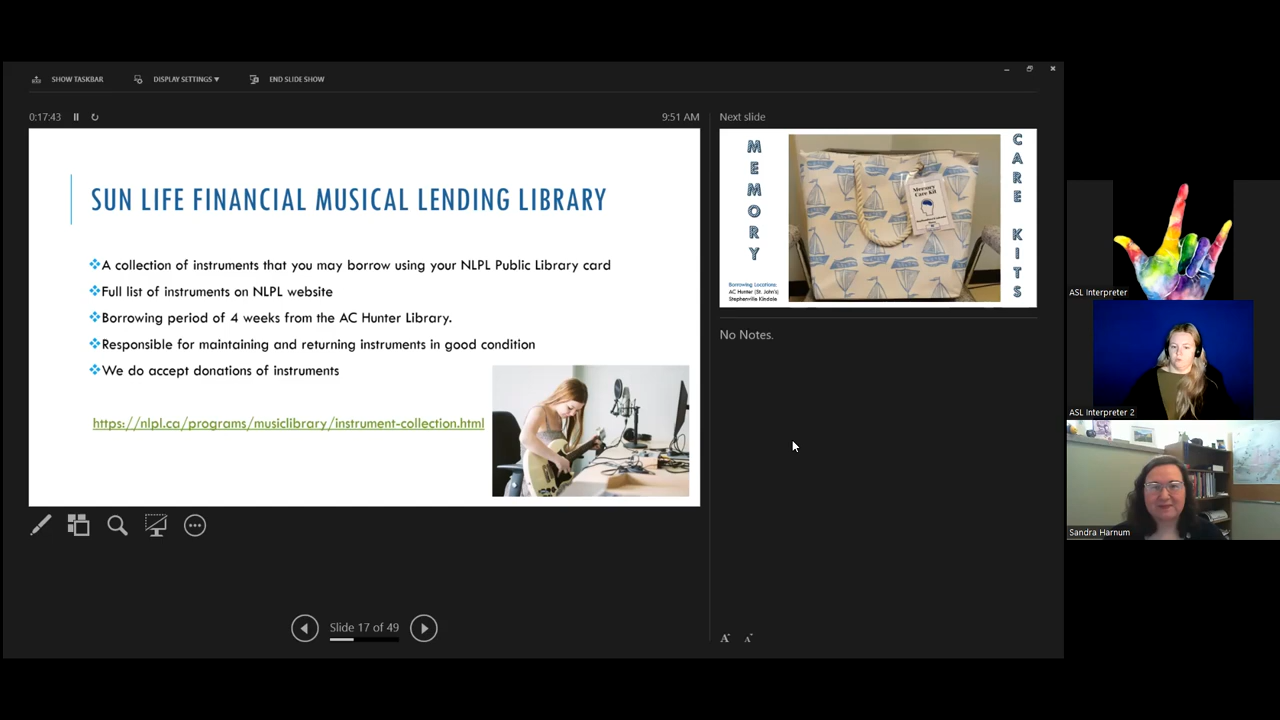 SHOW TASKBAR
DISPLAY SETTINGS ▾
END SLIDE SHOW
0:17:43
9:51 AM
SUN LIFE FINANCIAL MUSICAL LENDING LIBRARY
❖A collection of instruments that you may borrow using your NLPL Public Library card
❖Full list of instruments on NLPL website
❖Borrowing period of 4 weeks from the AC Hunter Library.
❖Responsible for maintaining and returning instruments in good condition
❖We do accept donations of instruments
https://nlpl.ca/programs/musiclibrary/instrument-collection.html
Slide 17 of 49
Next slide
MEMORY
CARE KITS
Memory
Care Kit
Borrowing Locations:
AC Hunter (St. John's)
Stephenville Kindale
No Notes.
ASL Interpreter
ASL Interpreter 2
Sandra Harnum